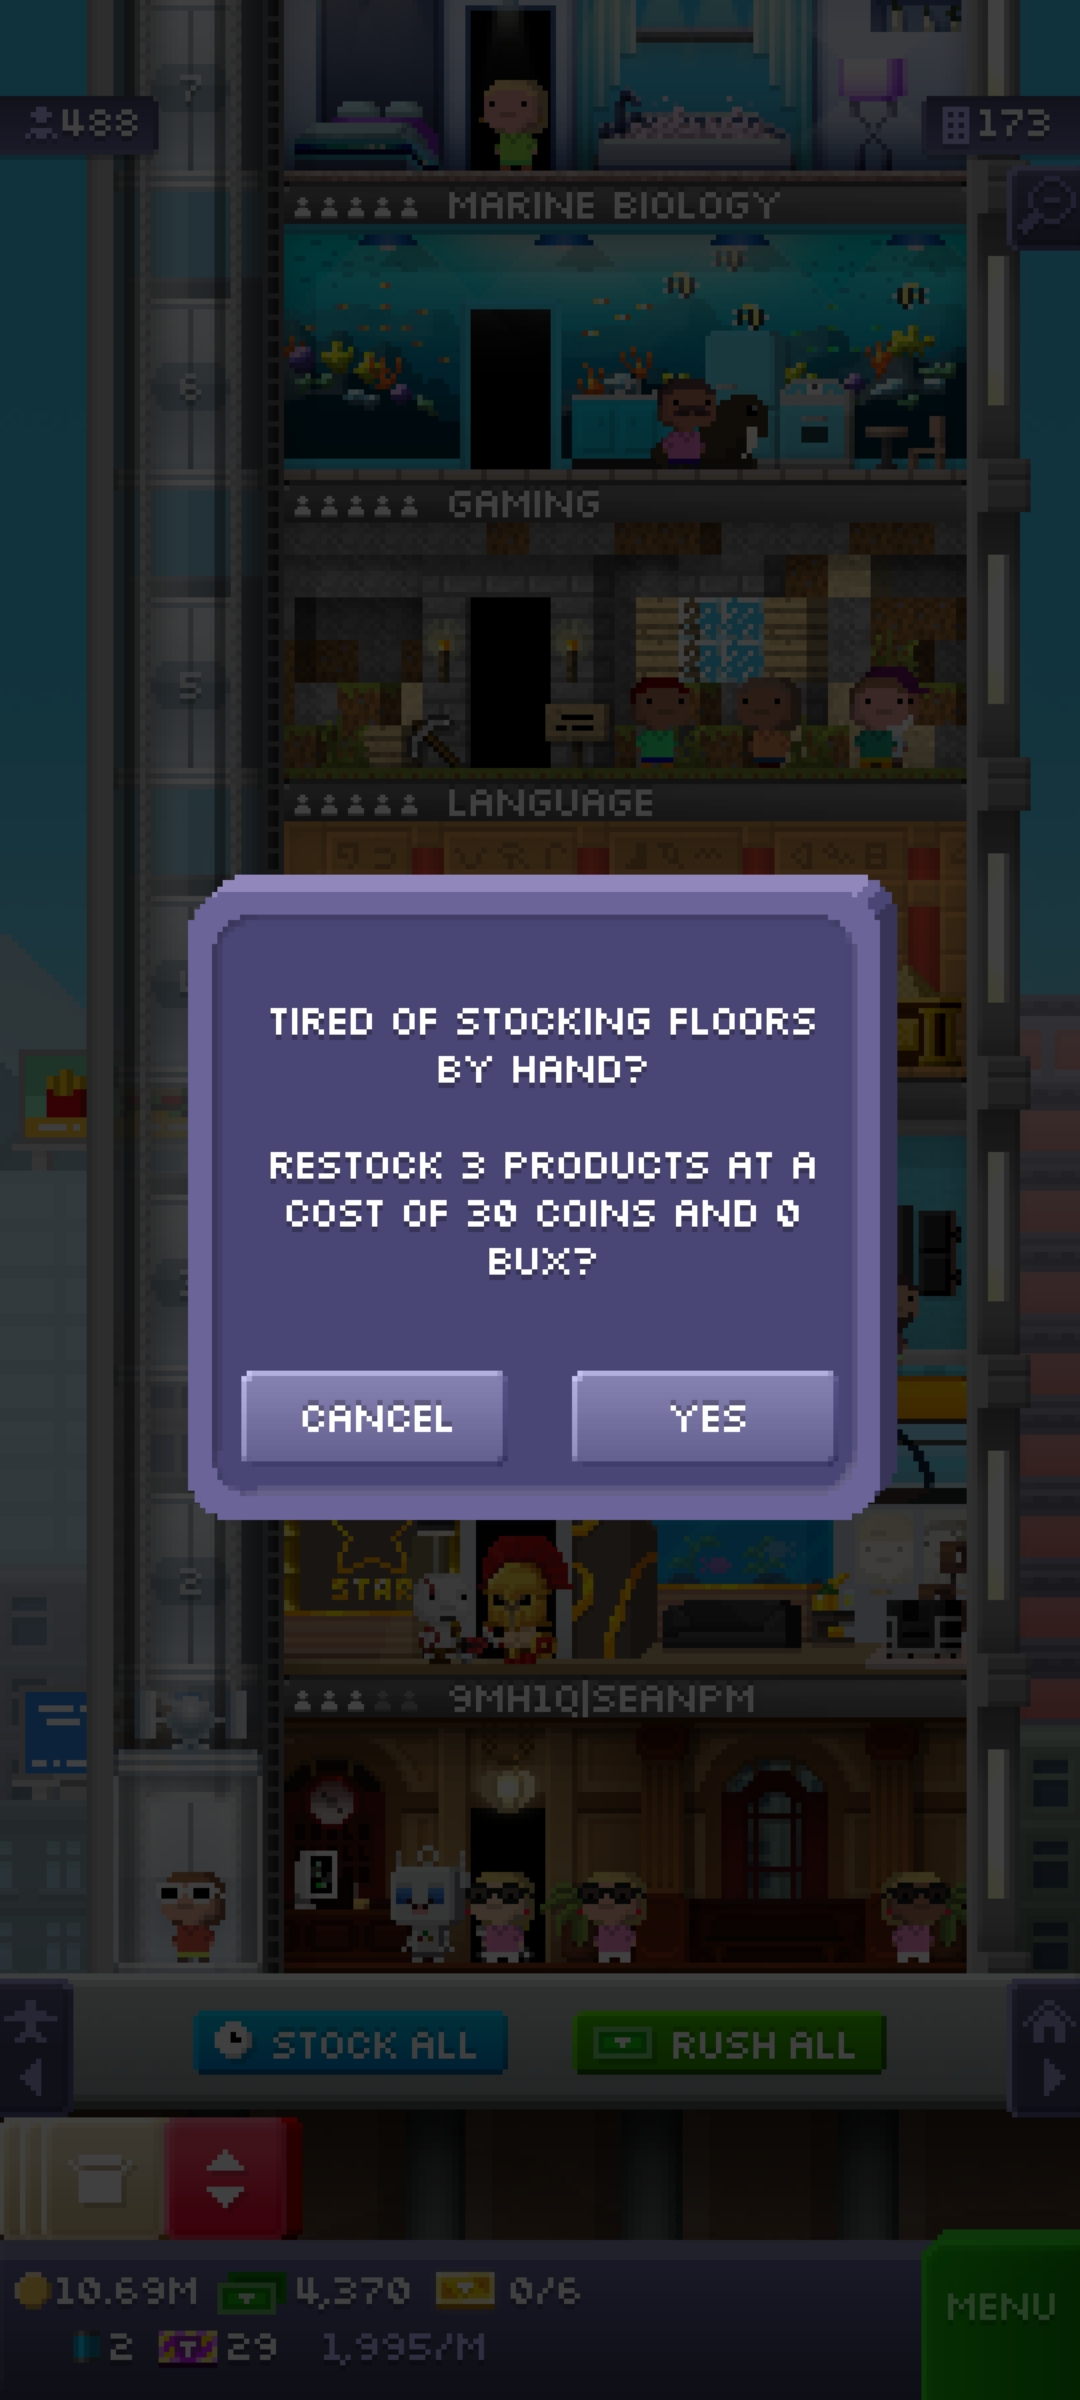 7
488
173
MARINE BIOLOGY
6
GAMING
5
LANGUAGE
TIRED OF STOCKING FLOORS
BY HAND?
RESTOCK 3 PRODUCTS AT A
COST OF 30 COINS AND 0
BUX?
CANCEL
YES
2
STAR
9MH1Q|SEANPM
STOCK ALL
RUSH ALL
10.69M
4,370
0/6
MENU
2
29
1,995/M